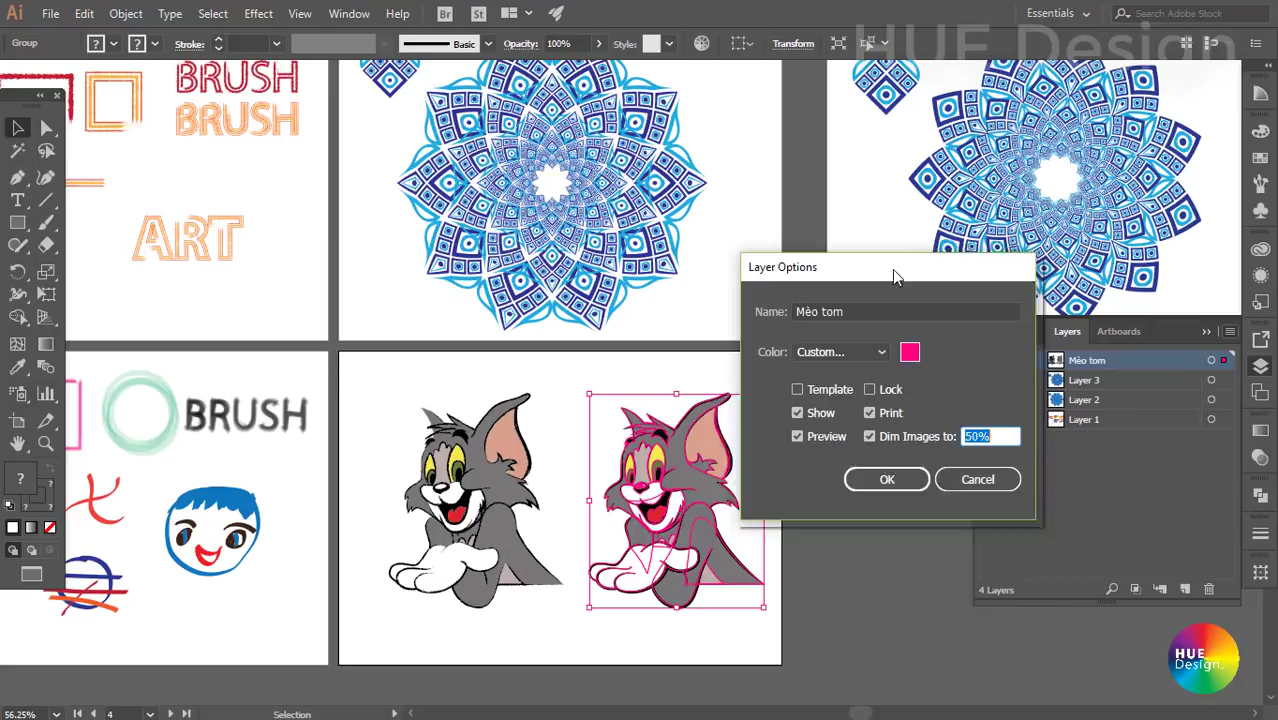 Ai File Edit Object Type Select Effect View Window Help Br St Essentials Search Adobe Stock
Group ? ? Stroke: Basic Opacity: 100% Style: Transform
HUE Design
BRUSH
BRUSH
ART
Layer Options
Name: Mèo tom
Color: Custom...
Template Lock
Show Print
Preview Dim Images to: 50%
OK Cancel
Layers Artboards
Mèo tom
Layer 3
Layer 2
Layer 1
4 Layers
BRUSH
?
HUE
Design.
56.25% 4 Selection